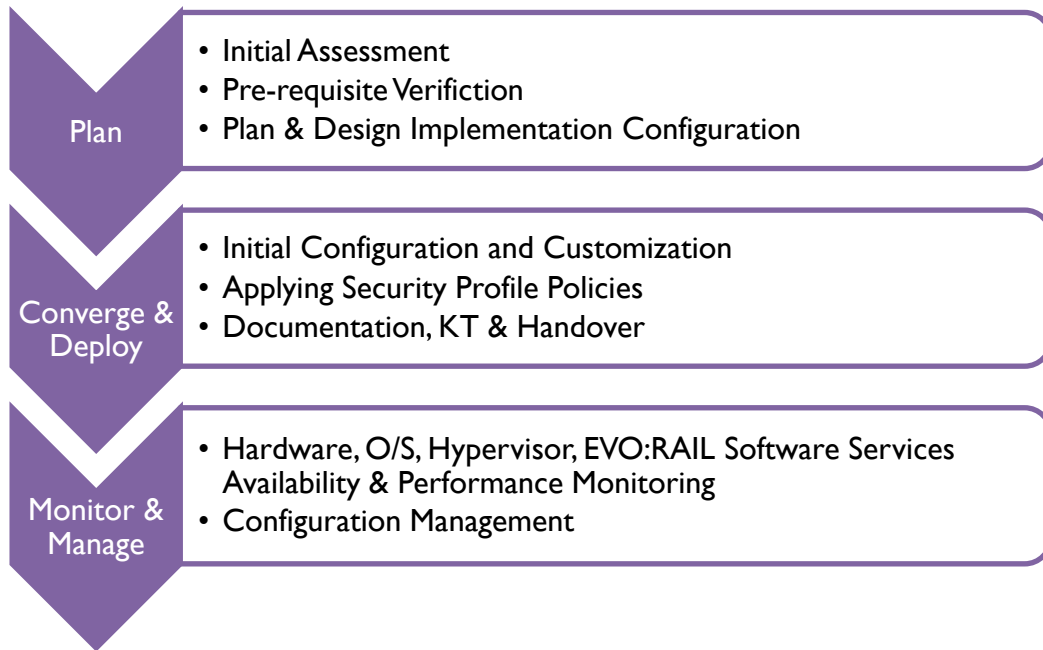 Plan
• Initial Assessment
• Pre-requisite Verifiction
• Plan & Design Implementation Configuration
Converge &
Deploy
• Initial Configuration and Customization
• Applying Security Profile Policies
• Documentation, KT & Handover
Monitor &
Manage
• Hardware, O/S, Hypervisor, EVO:RAIL Software Services
Availability & Performance Monitoring
• Configuration Management